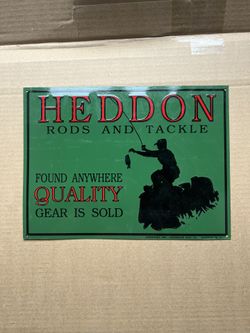 HEDDON
RODS AND TACKLE
FOUND ANYWHERE
QUALITY
GEAR IS SOLD